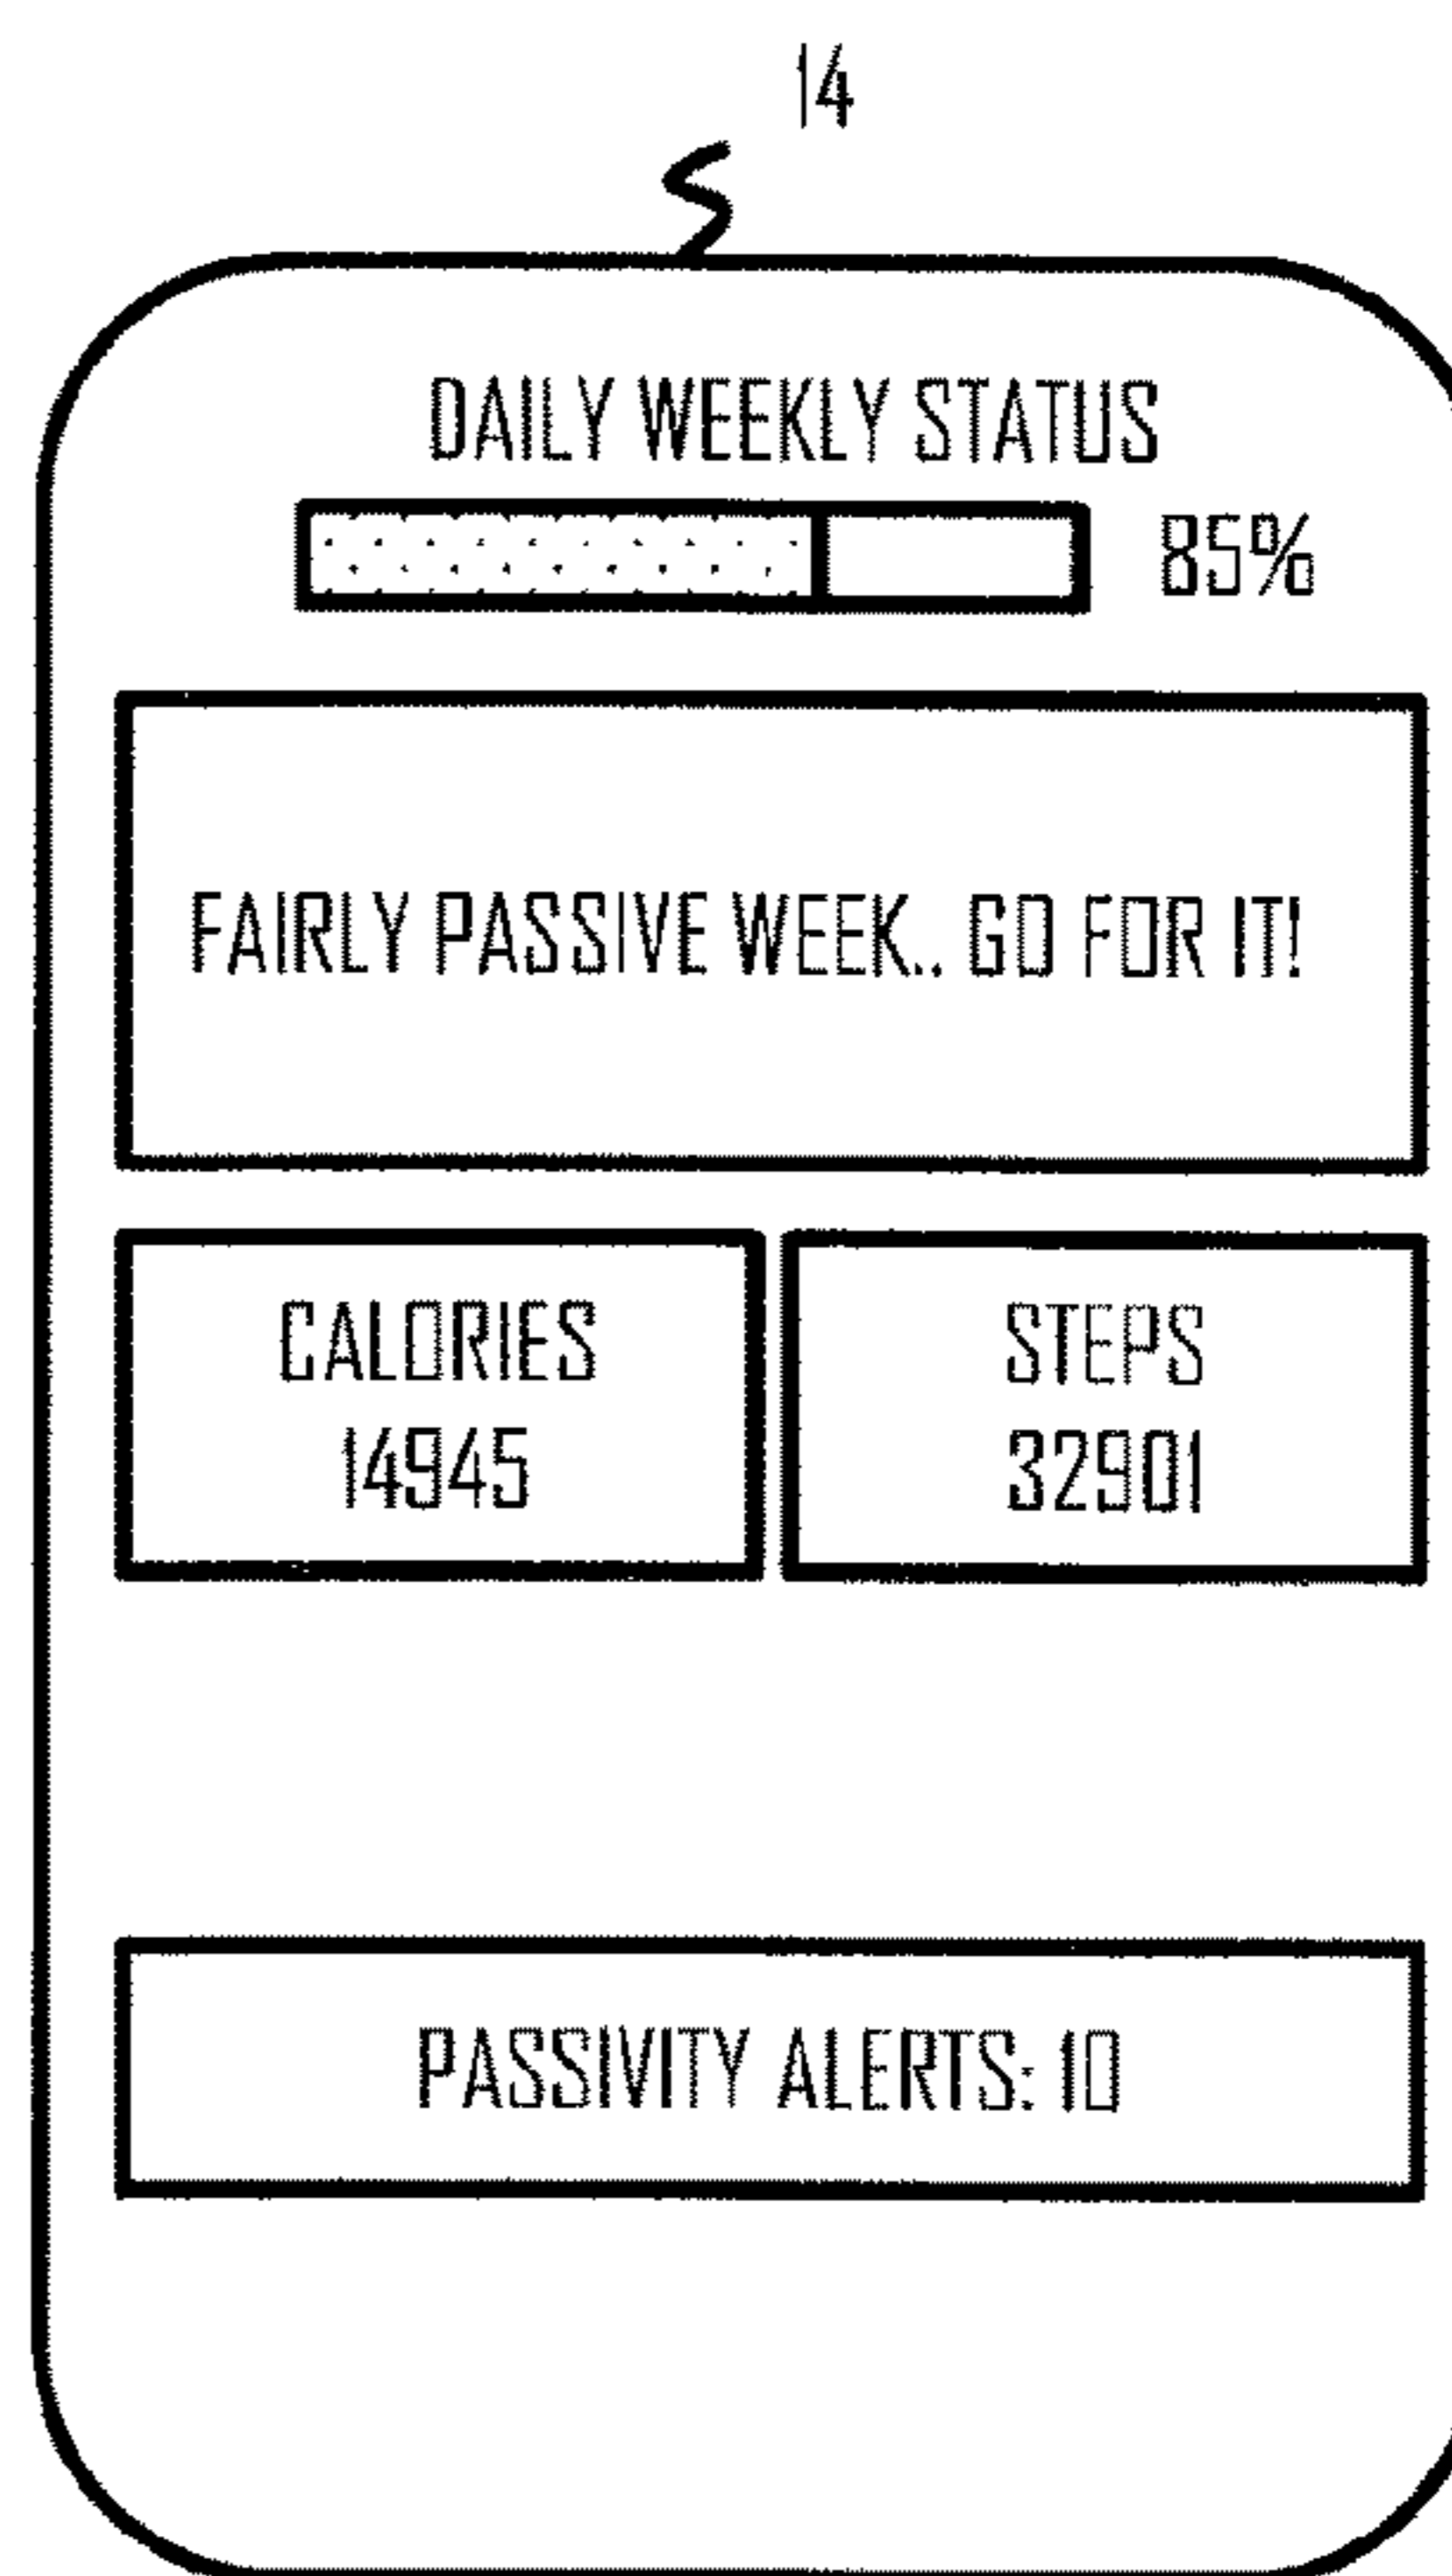 14
DAILY WEEKLY STATUS
85%
FAIRLY PASSIVE WEEK.. GO FOR IT!
CALORIES
14945
STEPS
32901
PASSIVITY ALERTS: 10